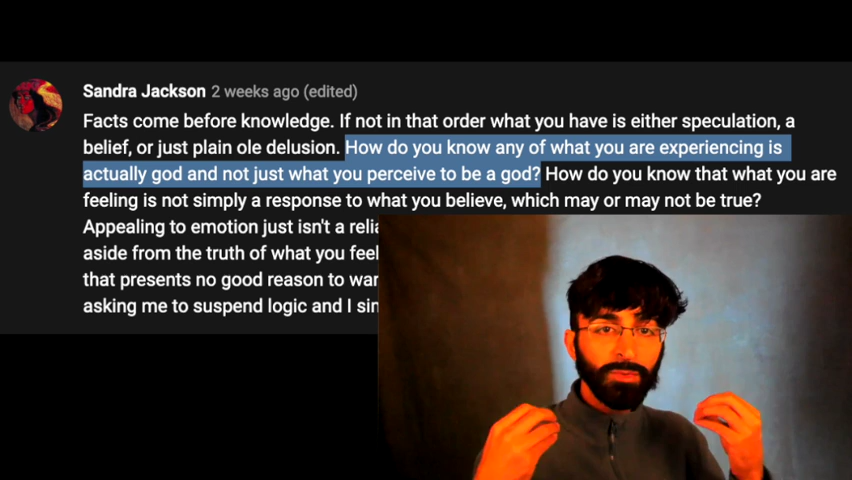 Sandra Jackson 2 weeks ago (edited)
Facts come before knowledge. If not in that order what you have is either speculation, a
belief, or just plain ole delusion. How do you know any of what you are experiencing is
actually god and not just what you perceive to be a god? How do you know that what you are
feeling is not simply a response to what you believe, which may or may not be true?
Appealing to emotion just isn't a
aside from the truth of what you feel
that presents no good reason to
asking me to suspend logic and I